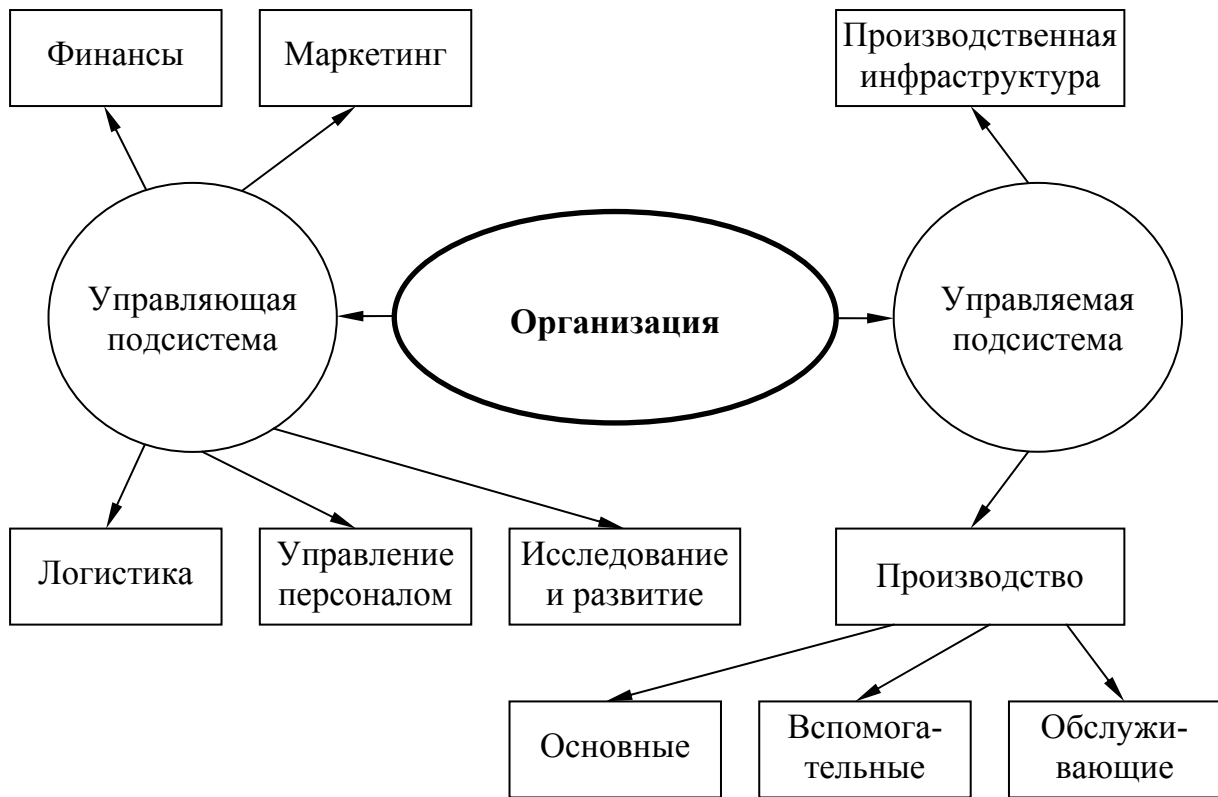 Финансы
Маркетинг
Производственная
инфраструктура
Управляющая
подсистема
Организация
Управляемая
подсистема
Логистика
Управление
персоналом
Исследование
и развитие
Производство
Основные
Вспомога-
тельные
Обслужи-
вающие